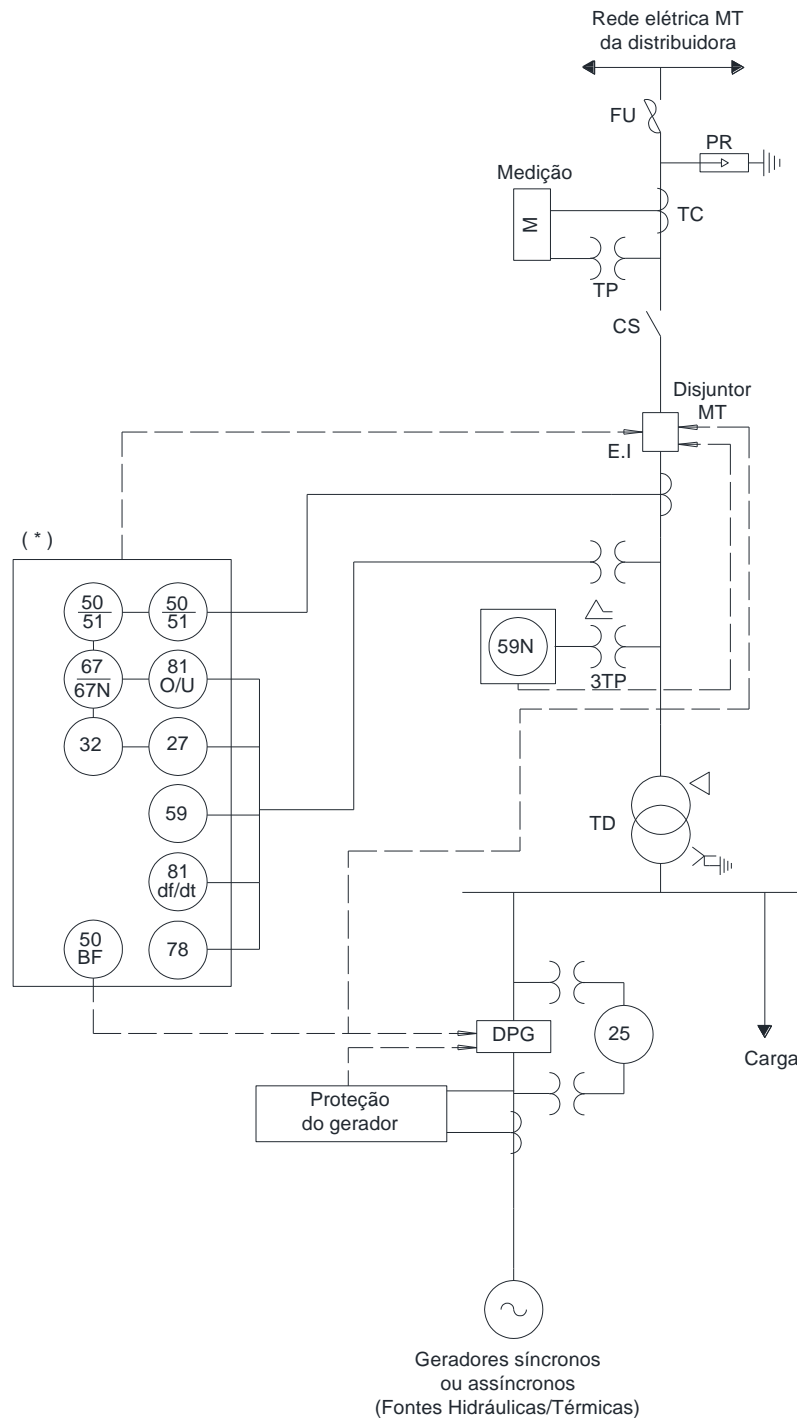 Rede elétrica MT
da distribuidora
FU
PR
Medição
M
TC
TP
CS
Disjuntor
MT
E.I
( * )
50
51
50
51
67
67N
81
O/U
59N
3TP
32
27
59
TD
81
df/dt
50
BF
78
DPG
25
Carga
Proteção
do gerador
Geradores síncronos
ou assíncronos
(Fontes Hidráulicas/Térmicas)